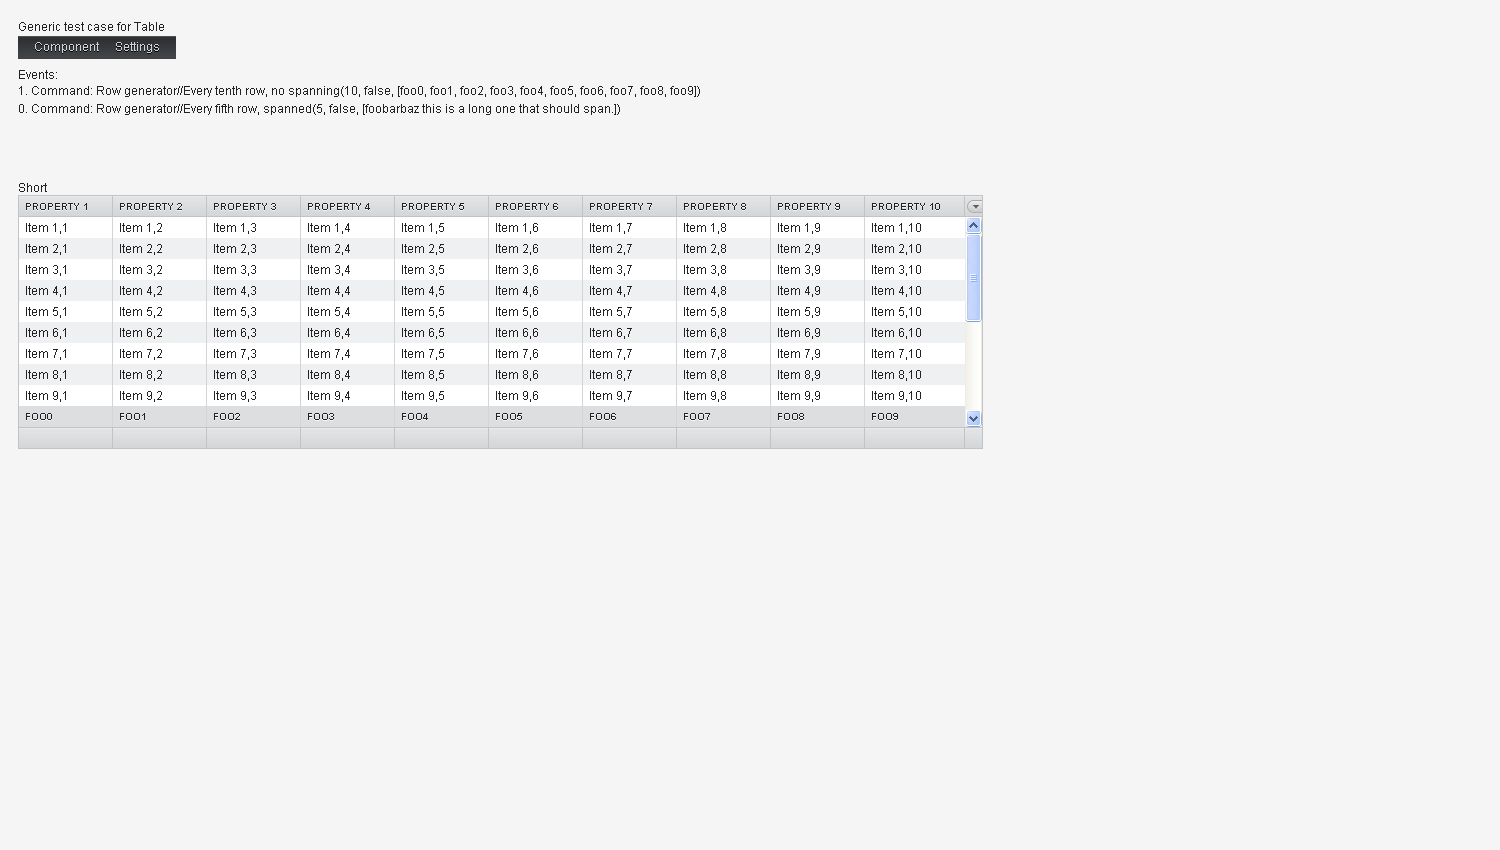 Generic test case for Table
Component Settings
Events:
1. Command: Row generator//Every tenth row, no spanning(10, false, [foo0, foo1, foo2, foo3, foo4, foo5, foo6, foo7, foo8, foo9])
0. Command: Row generator//Every fifth row, spanned(5, false, [foobarbaz this is a long one that should span.])
Short
PROPERTY 1 PROPERTY 2 PROPERTY 3 PROPERTY 4 PROPERTY 5 PROPERTY 6 PROPERTY 7 PROPERTY 8 PROPERTY 9 PROPERTY 10
Item 1,1 Item 1,2 Item 1,3 Item 1,4 Item 1,5 Item 1,6 Item 1,7 Item 1,8 Item 1,9 Item 1,10
Item 2,1 Item 2,2 Item 2,3 Item 2,4 Item 2,5 Item 2,6 Item 2,7 Item 2,8 Item 2,9 Item 2,10
Item 3,1 Item 3,2 Item 3,3 Item 3,4 Item 3,5 Item 3,6 Item 3,7 Item 3,8 Item 3,9 Item 3,10
Item 4,1 Item 4,2 Item 4,3 Item 4,4 Item 4,5 Item 4,6 Item 4,7 Item 4,8 Item 4,9 Item 4,10
Item 5,1 Item 5,2 Item 5,3 Item 5,4 Item 5,5 Item 5,6 Item 5,7 Item 5,8 Item 5,9 Item 5,10
Item 6,1 Item 6,2 Item 6,3 Item 6,4 Item 6,5 Item 6,6 Item 6,7 Item 6,8 Item 6,9 Item 6,10
Item 7,1 Item 7,2 Item 7,3 Item 7,4 Item 7,5 Item 7,6 Item 7,7 Item 7,8 Item 7,9 Item 7,10
Item 8,1 Item 8,2 Item 8,3 Item 8,4 Item 8,5 Item 8,6 Item 8,7 Item 8,8 Item 8,9 Item 8,10
Item 9,1 Item 9,2 Item 9,3 Item 9,4 Item 9,5 Item 9,6 Item 9,7 Item 9,8 Item 9,9 Item 9,10
FOO0 FOO1 FOO2 FOO3 FOO4 FOO5 FOO6 FOO7 FOO8 FOO9